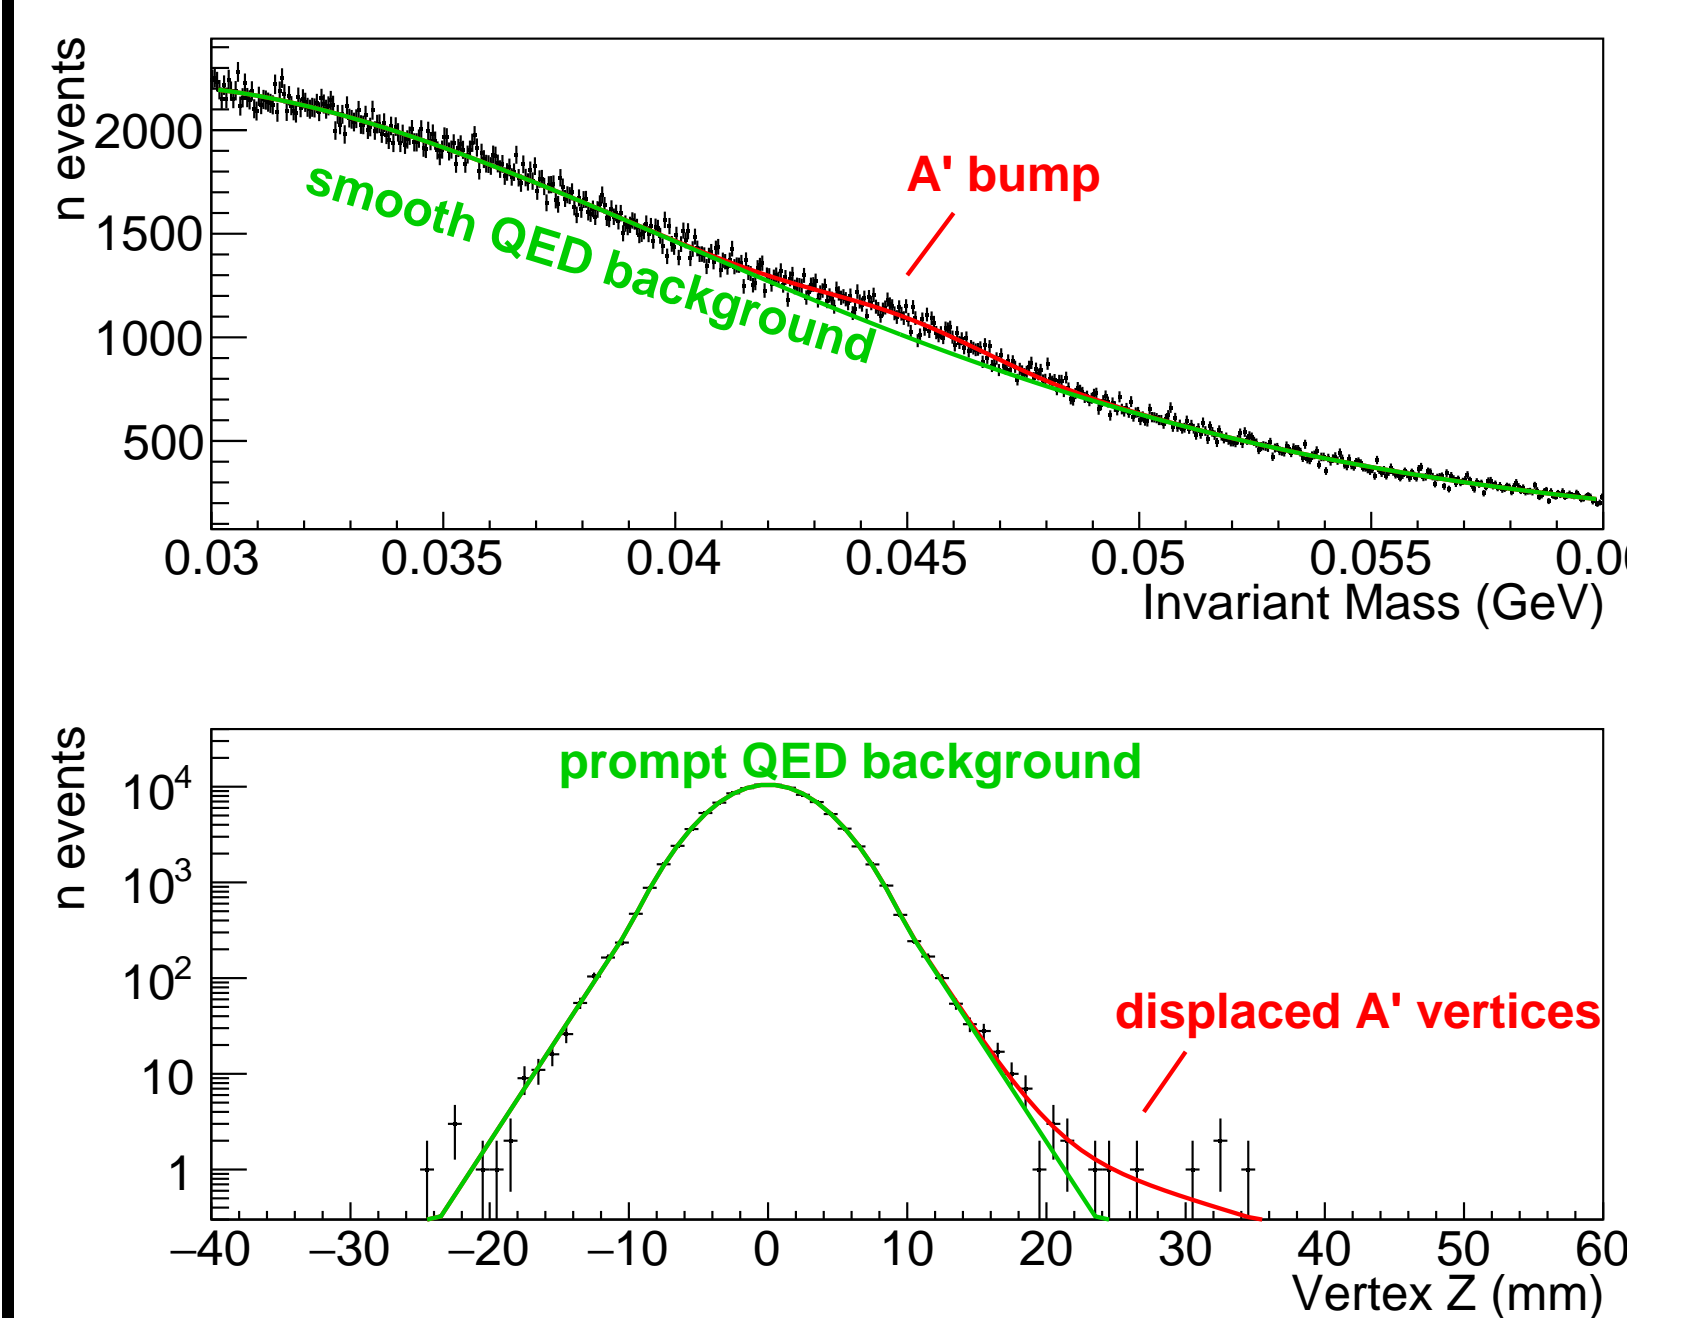 n events
2000
1500
1000
500
A' bump
smooth QED background
0.03 0.035 0.04 0.045 0.05 0.055 0.0
Invariant Mass (GeV)
n events
10⁴
10³
10²
10
1
prompt QED background
displaced A' vertices
−40 −30 −20 −10 0 10 20 30 40 50 60
Vertex Z (mm)